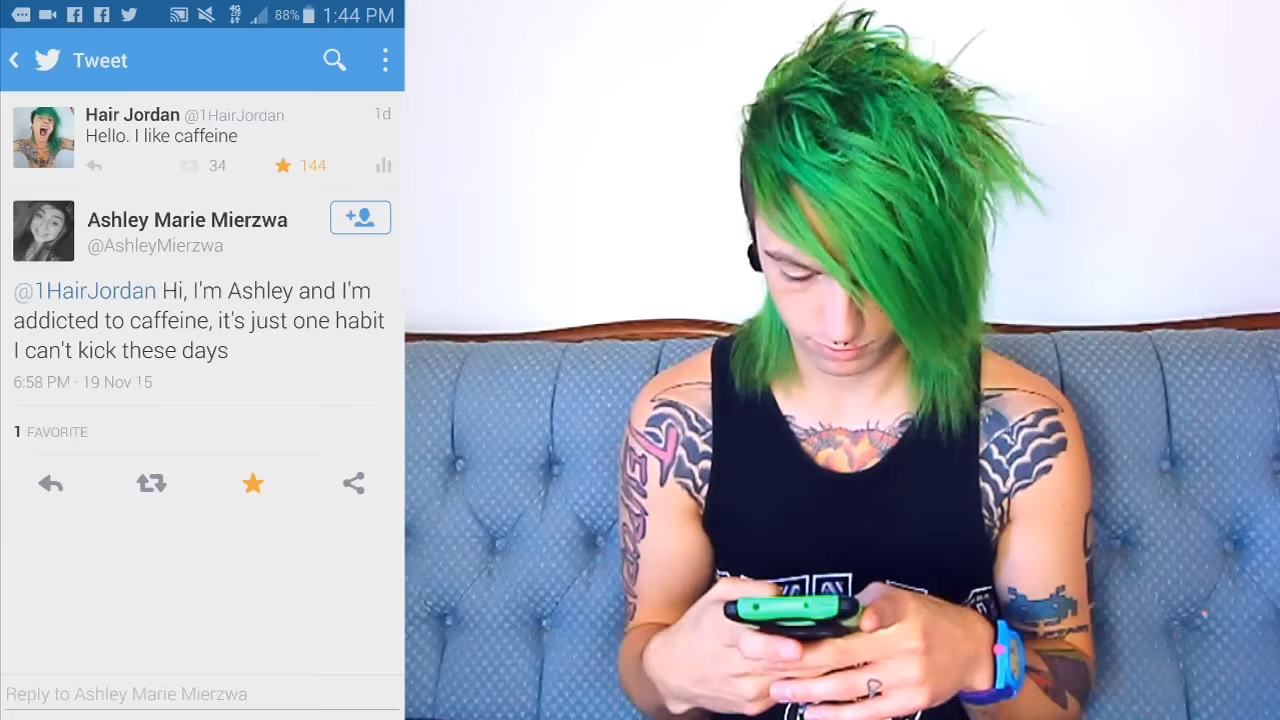 4G
LTE
88%
1:44 PM
Tweet
Hair Jordan @1HairJordan 1d
Hello. I like caffeine
34 144
Ashley Marie Mierzwa
@AshleyMierzwa
@1HairJordan Hi, I'm Ashley and I'm
addicted to caffeine, it's just one habit
I can't kick these days
6:58 PM · 19 Nov 15
1 FAVORITE
Reply to Ashley Marie Mierzwa